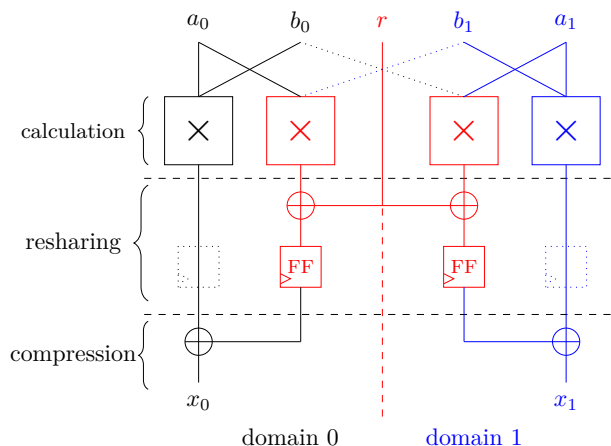 a₀ b₀ r b₁ a₁
calculation × × × ×
resharing
FF FF
compression
x₀ x₁
domain 0 domain 1